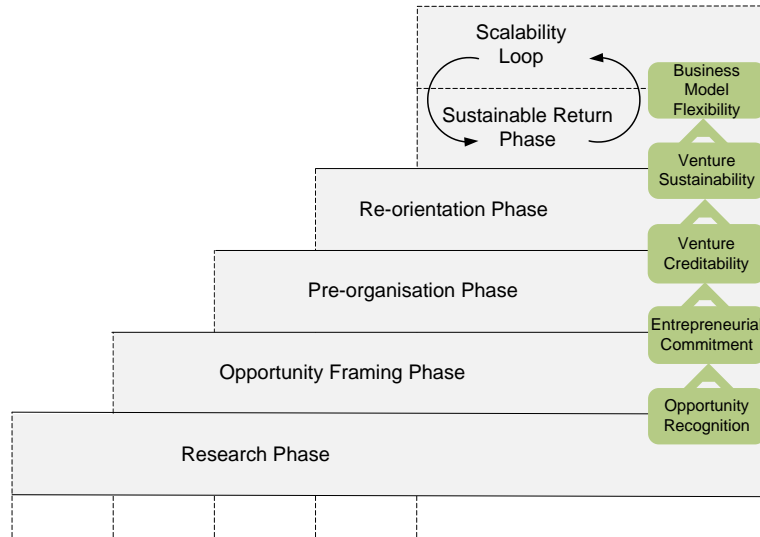 Scalability
Loop
Business
Model
Flexibility
Sustainable Return
Phase
Venture
Sustainability
Re-orientation Phase
Venture
Creditability
Pre-organisation Phase
Entrepreneurial
Commitment
Opportunity Framing Phase
Opportunity
Recognition
Research Phase